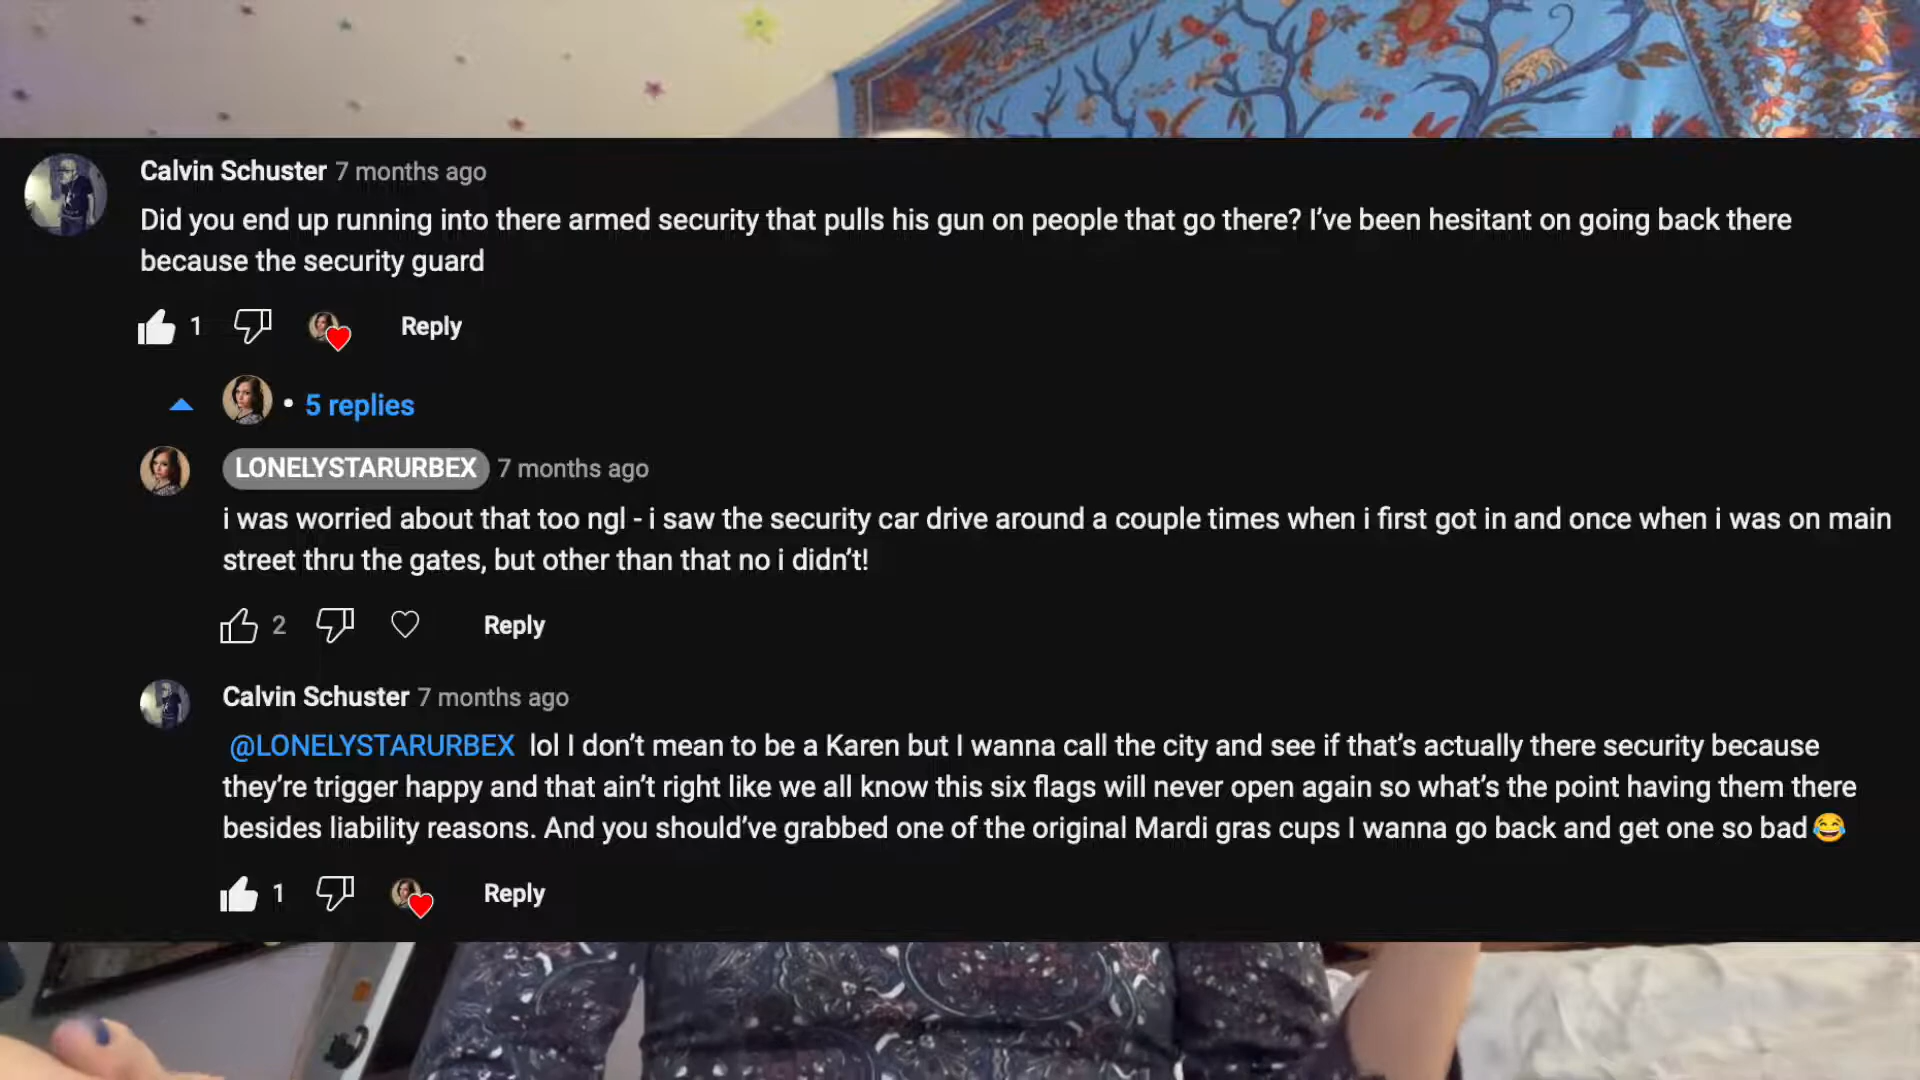 Calvin Schuster 7 months ago
Did you end up running into there armed security that pulls his gun on people that go there? I've been hesitant on going back there
because the security guard
1 Reply
• 5 replies
LONELYSTARURBEX 7 months ago
i was worried about that too ngl - i saw the security car drive around a couple times when i first got in and once when i was on main
street thru the gates, but other than that no i didn't!
2 Reply
Calvin Schuster 7 months ago
@LONELYSTARURBEX lol I don't mean to be a Karen but I wanna call the city and see if that's actually there security because
they're trigger happy and that ain't right like we all know this six flags will never open again so what's the point having them there
besides liability reasons. And you should've grabbed one of the original Mardi gras cups I wanna go back and get one so bad😂
1 Reply